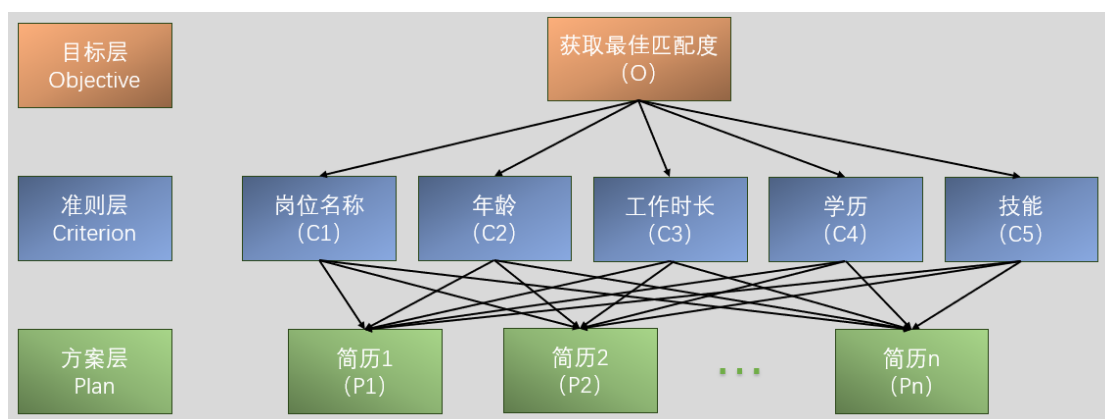 目标层
Objective
获取最佳匹配度
（O）
准则层
Criterion
岗位名称
（C1）
年龄
（C2）
工作时长
（C3）
学历
（C4）
技能
（C5）
方案层
Plan
简历1
（P1）
简历2
（P2）
...
简历n
（Pn）